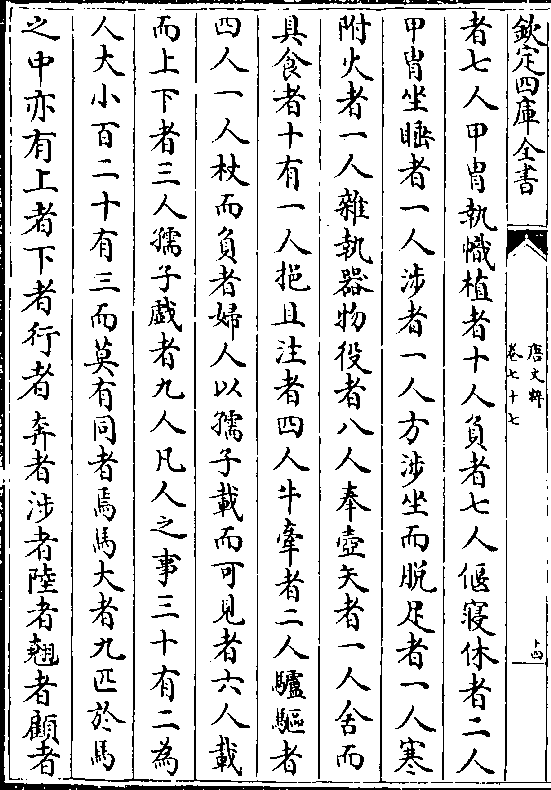 欽定四庫全書
唐文粹
卷七十七
十四
者七人甲胄執幟植者十人負者七人偃寢休者二人
甲胄坐睡者一人涉者一人方涉坐而脱足者一人寒
附火者一人雜執器物役者八人奉壺矢者一人舍而
具食者十有一人挹且注者四人牛牽者二人驢驅者
四人一人杖而負者婦人以孺子載而可見者六人載
而上下者三人孺子戲者九人凡人之事三十有二為
人大小百二十有三而莫有同者焉馬大者九匹於馬
之中亦有上者下者行者奔者涉者陸者翹者顧者